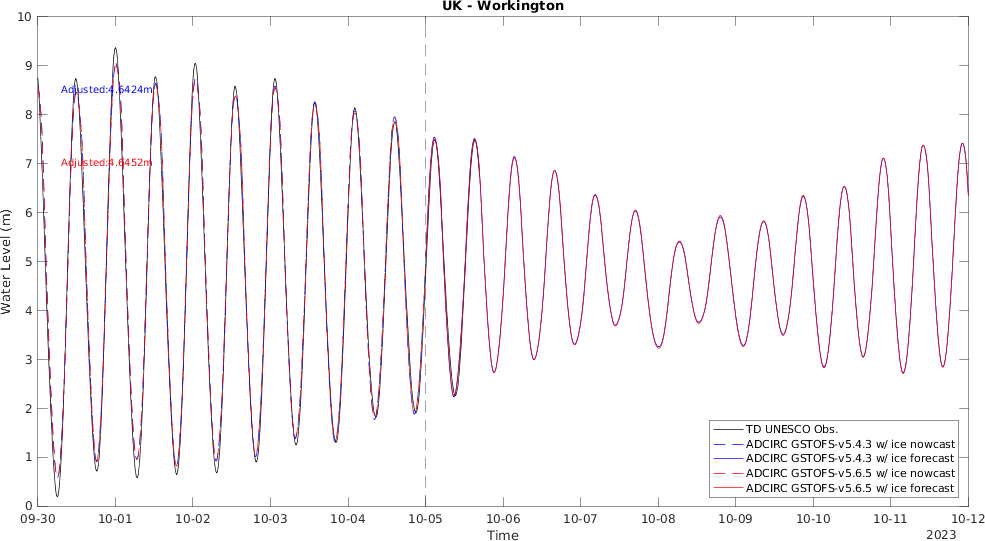 UK - Workington
10
9
8
7
6
5
4
3
2
1
0
Water Level (m)
Adjusted:4.6424m
Adjusted:4.6452m
TD UNESCO Obs.
ADCIRC GSTOFS-v5.4.3 w/ ice nowcast
ADCIRC GSTOFS-v5.4.3 w/ ice forecast
ADCIRC GSTOFS-v5.6.5 w/ ice nowcast
ADCIRC GSTOFS-v5.6.5 w/ ice forecast
09-30 10-01 10-02 10-03 10-04 10-05 10-06 10-07 10-08 10-09 10-10 10-11 10-12
Time
2023